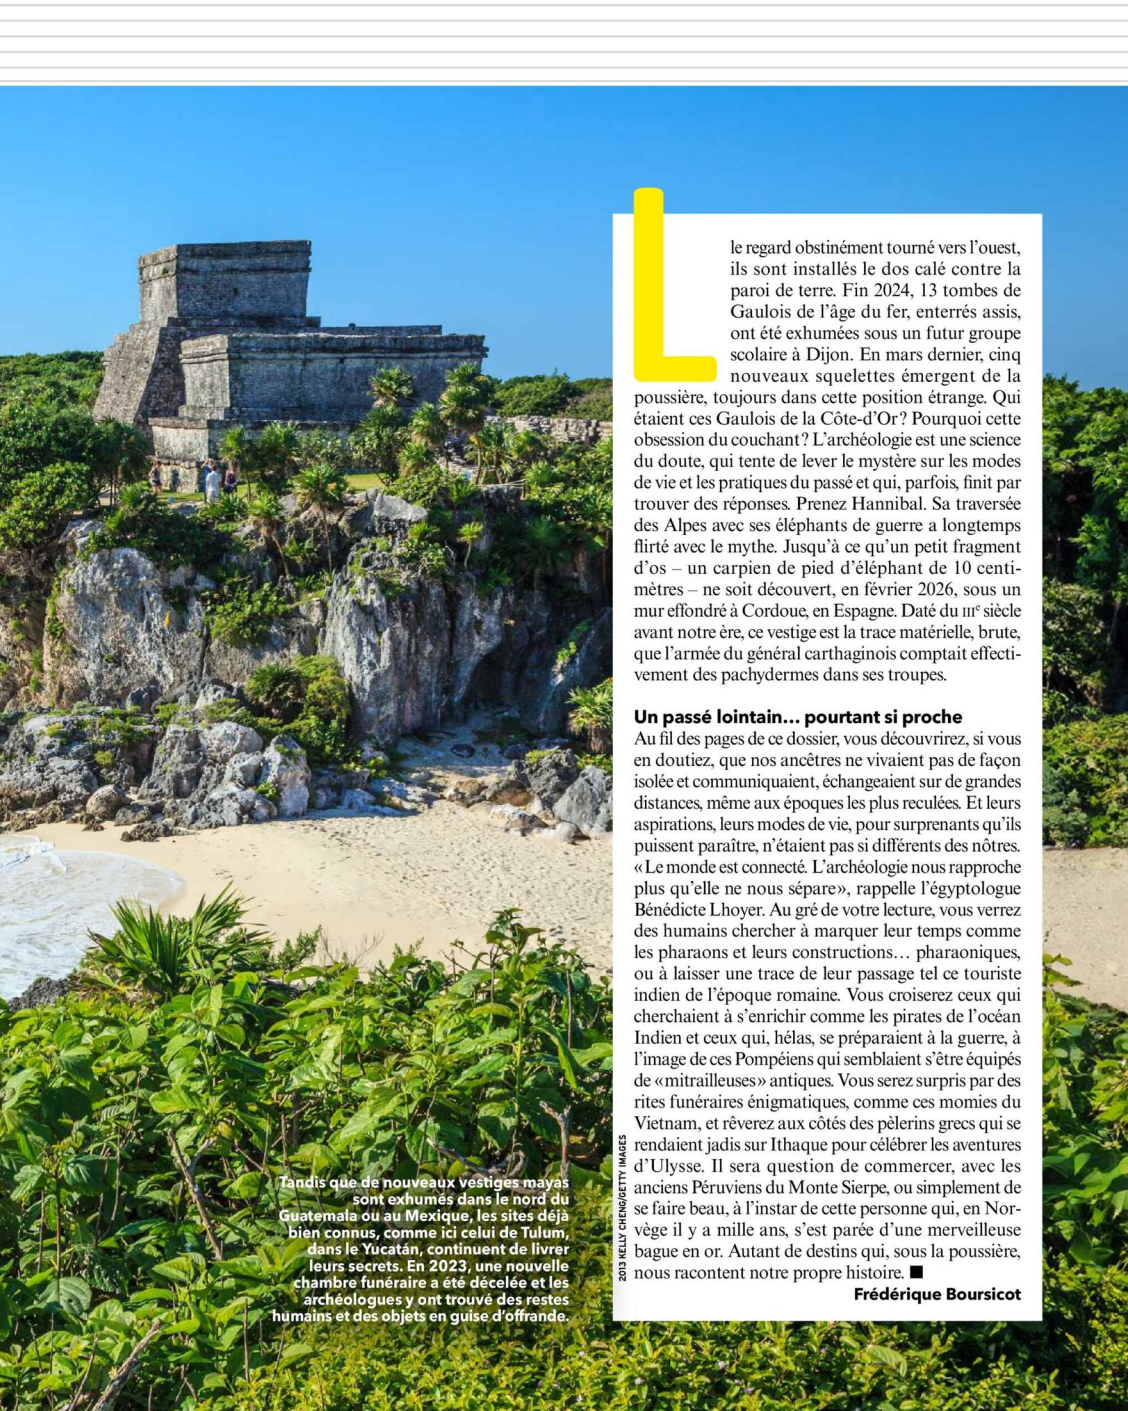 L
le regard obstinément tourné vers l’ouest,
ils sont installés le dos calé contre la
paroi de terre. Fin 2024, 13 tombes de
Gaulois de l’âge du fer, enterrés assis,
ont été exhumées sous un futur groupe
scolaire à Dijon. En mars dernier, cinq
nouveaux squelettes émergent de la
poussière, toujours dans cette position étrange. Qui
étaient ces Gaulois de la Côte-d’Or ? Pourquoi cette
obsession du couchant ? L’archéologie est une science
du doute, qui tente de lever le mystère sur les modes
de vie et les pratiques du passé et qui, parfois, finit par
trouver des réponses. Prenez Hannibal. Sa traversée
des Alpes avec ses éléphants de guerre a longtemps
flirté avec le mythe. Jusqu’à ce qu’un petit fragment
d’os – un carpien de pied d’éléphant de 10 centi-
mètres – ne soit découvert, en février 2026, sous un
mur effondré à Cordoue, en Espagne. Daté du IIIe siècle
avant notre ère, ce vestige est la trace matérielle, brute,
que l’armée du général carthaginois comptait effecti-
vement des pachydermes dans ses troupes.
Un passé lointain… pourtant si proche
Au fil des pages de ce dossier, vous découvrirez, si vous
en doutiez, que nos ancêtres ne vivaient pas de façon
isolée et communiquaient, échangeaient sur de grandes
distances, même aux époques les plus reculées. Et leurs
aspirations, leurs modes de vie, pour surprenants qu’ils
puissent paraître, n’étaient pas si différents des nôtres.
« Le monde est connecté. L’archéologie nous rapproche
plus qu’elle ne nous sépare », rappelle l’égyptologue
Bénédicte Lhoyer. Au gré de votre lecture, vous verrez
des humains chercher à marquer leur temps comme
les pharaons et leurs constructions… pharaoniques,
ou à laisser une trace de leur passage tel ce touriste
indien de l’époque romaine. Vous croiserez ceux qui
cherchaient à s’enrichir comme les pirates de l’océan
Indien et ceux qui, hélas, se préparaient à la guerre, à
l’image de ces Pompéiens qui semblaient s’être équipés
de « mitrailleuses » antiques. Vous serez surpris par des
rites funéraires énigmatiques, comme ces momies du
Vietnam, et rêverez aux côtés des pèlerins grecs qui se
rendaient jadis sur Ithaque pour célébrer les aventures
d’Ulysse. Il sera question de commercer, avec les
anciens Péruviens du Monte Sierpe, ou simplement de
se faire beau, à l’instar de cette personne qui, en Nor-
vège il y a mille ans, s’est parée d’une merveilleuse
bague en or. Autant de destins qui, sous la poussière,
nous racontent notre propre histoire. ■
Frédérique Boursicot
2013 KELLY CHENG/GETTY IMAGES
Tandis que de nouveaux vestiges mayas
sont exhumés dans le nord du
Guatemala ou au Mexique, les sites déjà
bien connus, comme ici celui de Tulum,
dans le Yucatán, continuent de livrer
leurs secrets. En 2023, une nouvelle
chambre funéraire a été décelée et les
archéologues y ont trouvé des restes
humains et des objets en guise d’offrande.